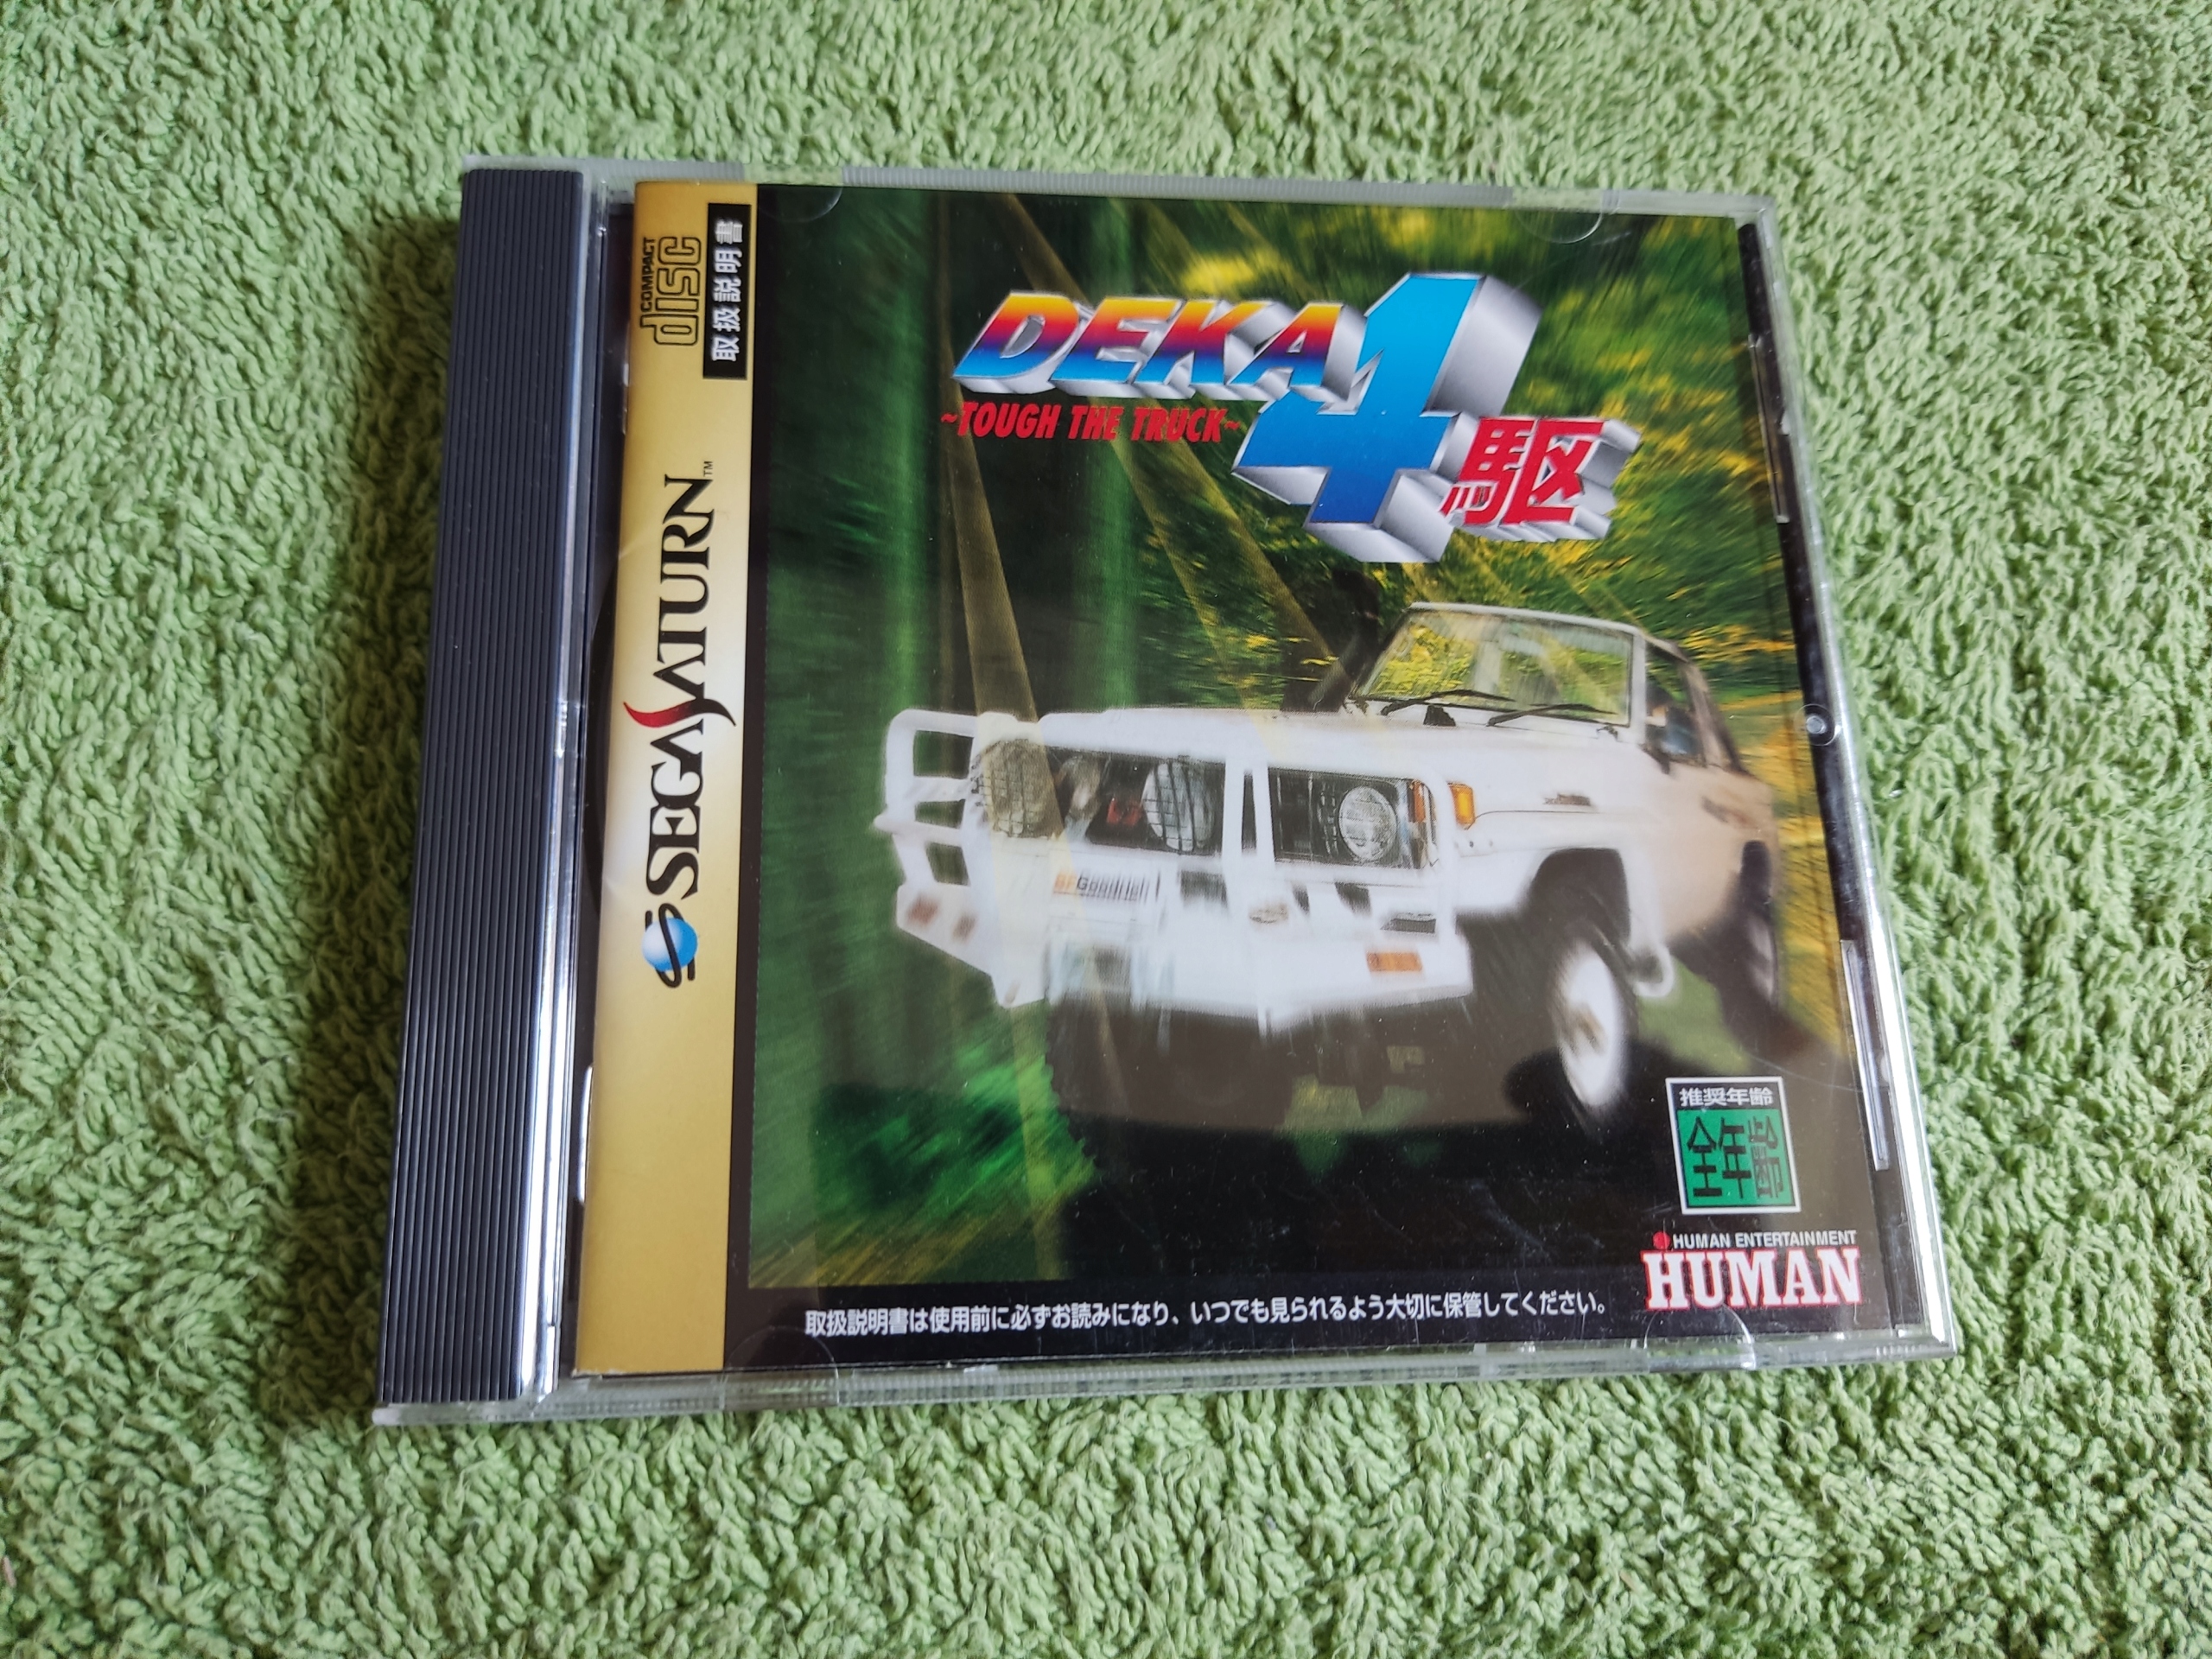 COMPACT
disc
取扱説明書
SEGA SATURN™
DEKA
4駆
~TOUGH THE TRUCK~
BFGoodrich
推奨年齢
全年齢
HUMAN ENTERTAINMENT
HUMAN
取扱説明書は使用前に必ずお読みになり、いつでも見られるよう大切に保管してください。